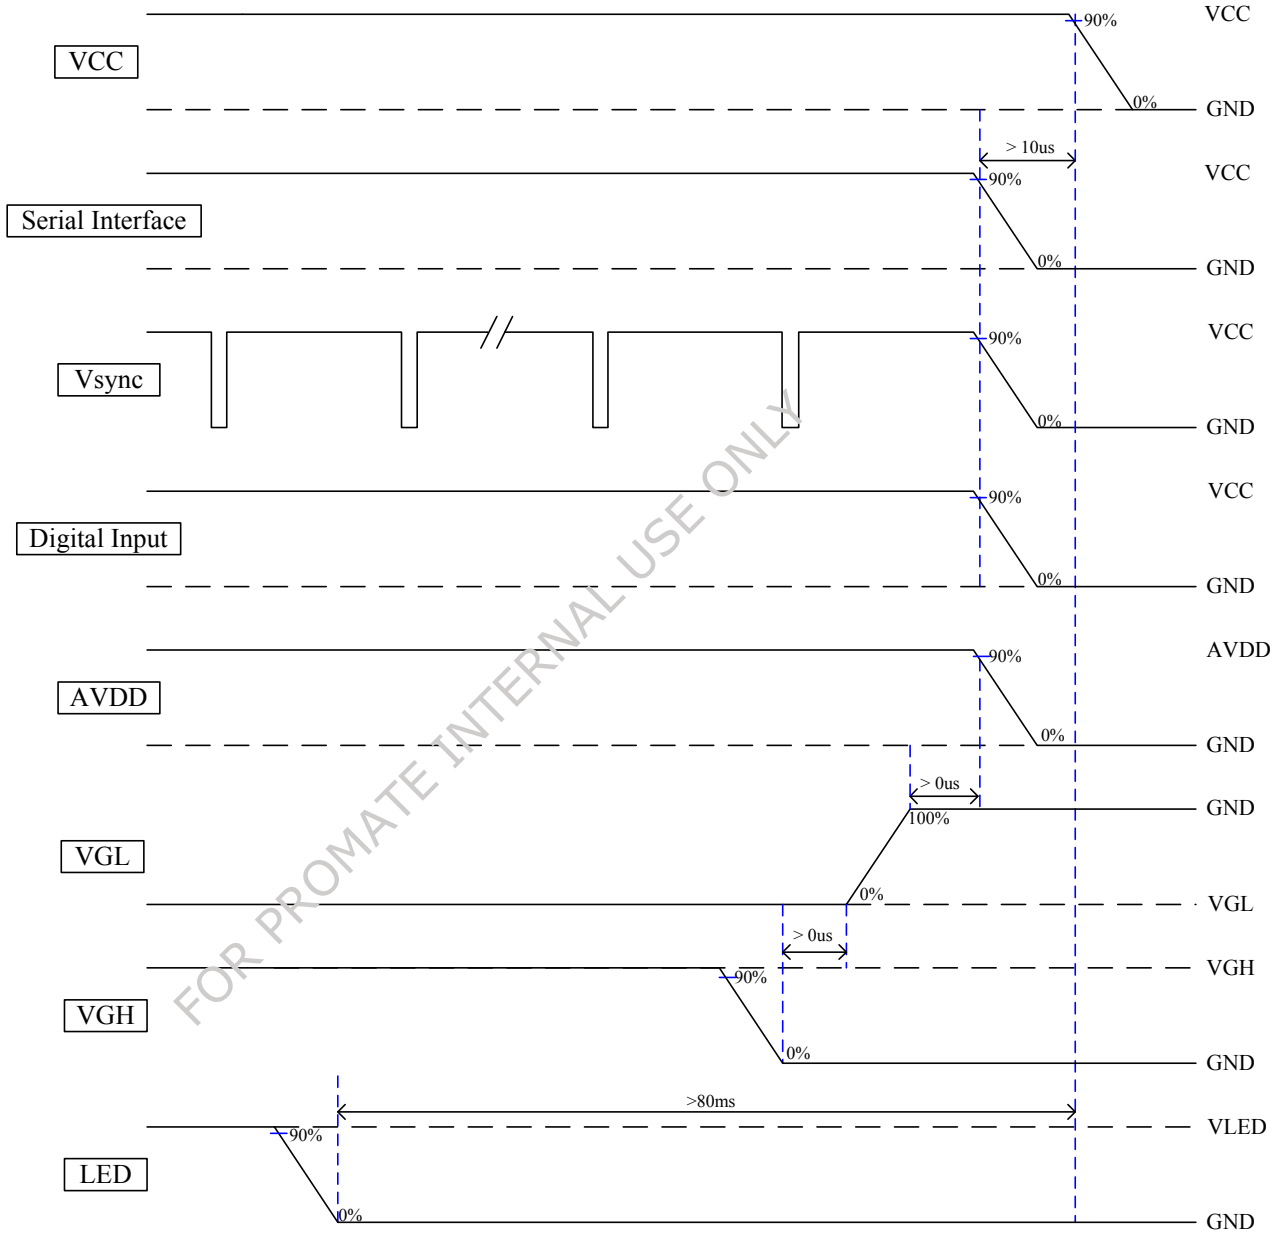 VCC
90%
VCC
0%
GND
> 10us
VCC
90%
Serial Interface
0%
GND
VCC
90%
Vsync
0%
GND
VCC
90%
Digital Input
0%
GND
AVDD
90%
AVDD
0%
GND
> 0us
GND
100%
VGL
0%
VGL
> 0us
VGH
90%
VGH
0%
GND
>80ms
VLED
90%
LED
0%
GND
FOR PROMATE INTERNAL USE ONLY